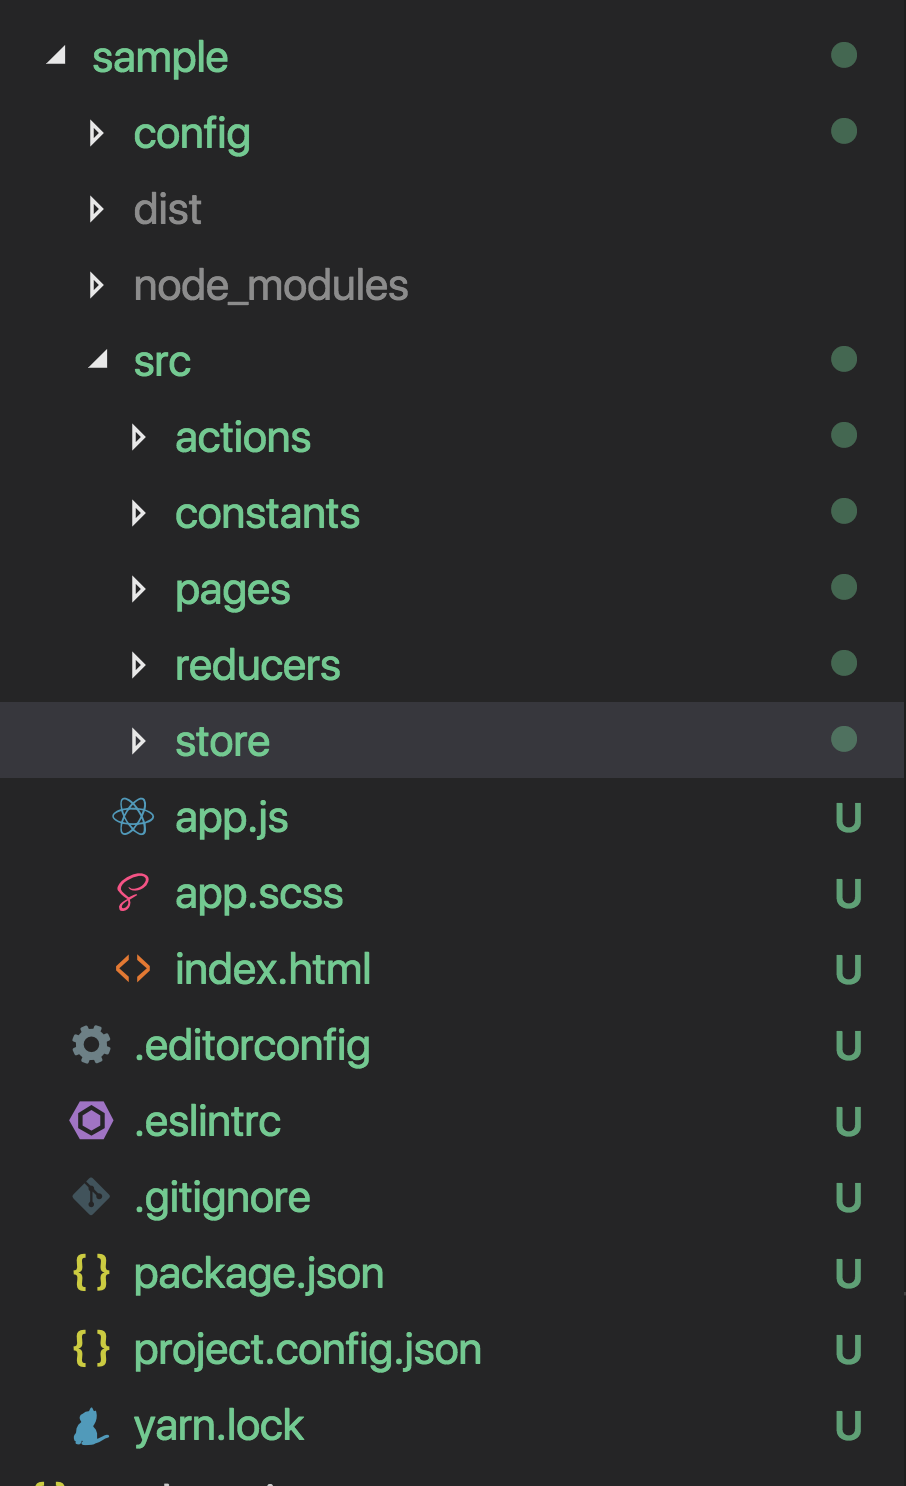 sample
config
dist
node_modules
src
actions
constants
pages
reducers
store
app.js U
app.scss U
index.html U
.editorconfig U
.eslintrc U
.gitignore U
{} package.json U
{} project.config.json U
yarn.lock U